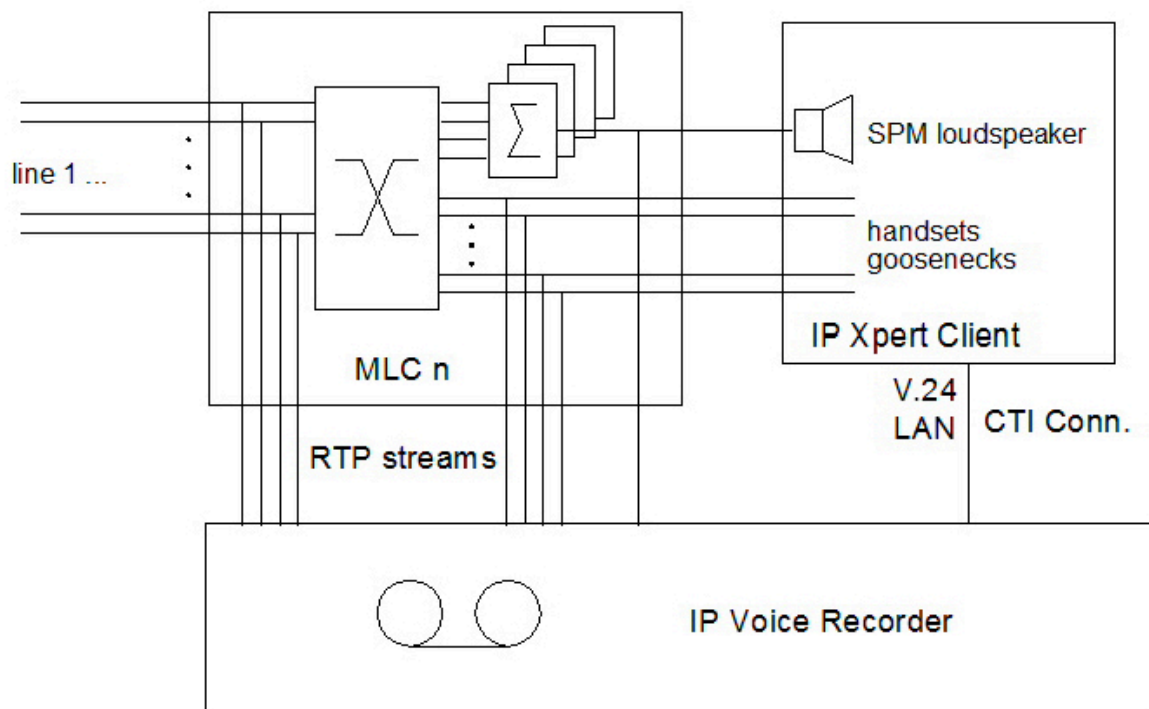 SPM loudspeaker
line 1 ...
handsets
goosenecks
IP Xpert Client
MLC n
V.24
LAN
CTI Conn.
RTP streams
IP Voice Recorder